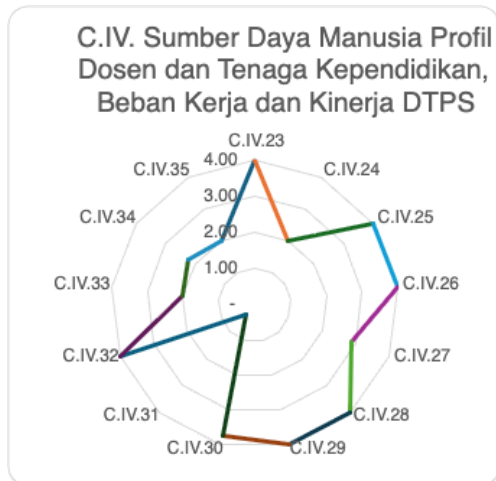 C.IV. Sumber Daya Manusia Profil
Dosen dan Tenaga Kependidikan,
Beban Kerja dan Kinerja DTPS
C.IV.23
C.IV.24
C.IV.25
C.IV.26
C.IV.27
C.IV.28
C.IV.29
C.IV.30
C.IV.31
C.IV.32
C.IV.33
C.IV.34
C.IV.35
4.00
3.00
2.00
1.00
-